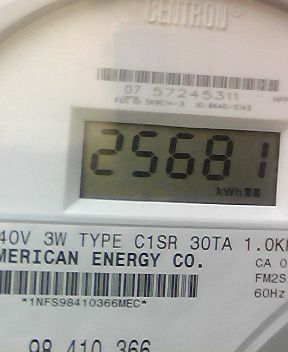 CENTRON®
07 57245311
25681
kWh
40V 3W TYPE C1SR 30TA 1.0K
MERICAN ENERGY CO.
CA 0
FM2S
60Hz
*1NFS98410366MEC*
98 410 366